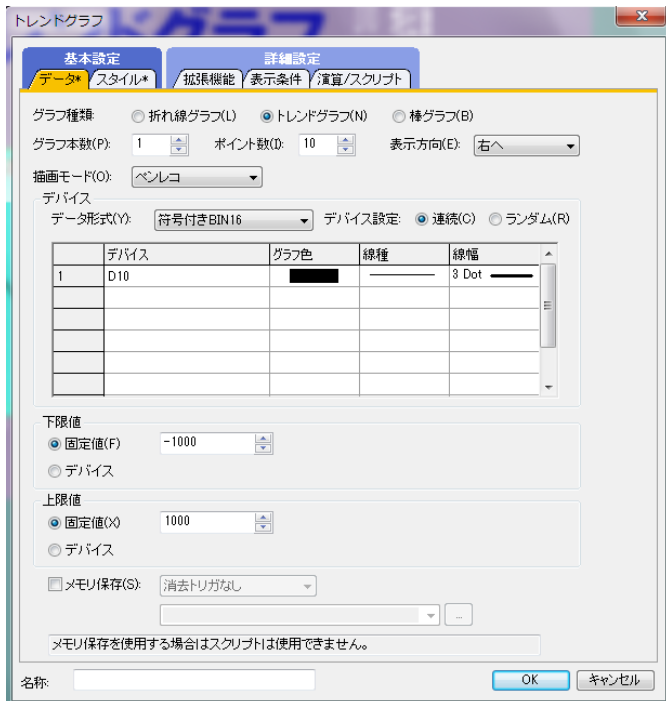 トレンドグラフ
基本設定 詳細設定
データ* スタイル* 拡張機能 表示条件 演算/スクリプト
グラフ種類: 折れ線グラフ(L) トレンドグラフ(N) 棒グラフ(B)
グラフ本数(P): 1 ポイント数(I): 10 表示方向(E): 右へ
描画モード(O): ペンレコ
デバイス
データ形式(Y): 符号付きBIN16 デバイス設定: 連続(C) ランダム(R)
デバイス グラフ色 線種 線幅
1 D10 3 Dot
下限値
固定値(F) -1000
デバイス
上限値
固定値(X) 1000
デバイス
メモリ保存(S): 消去トリガなし
...
メモリ保存を使用する場合はスクリプトは使用できません。
名称: OK キャンセル